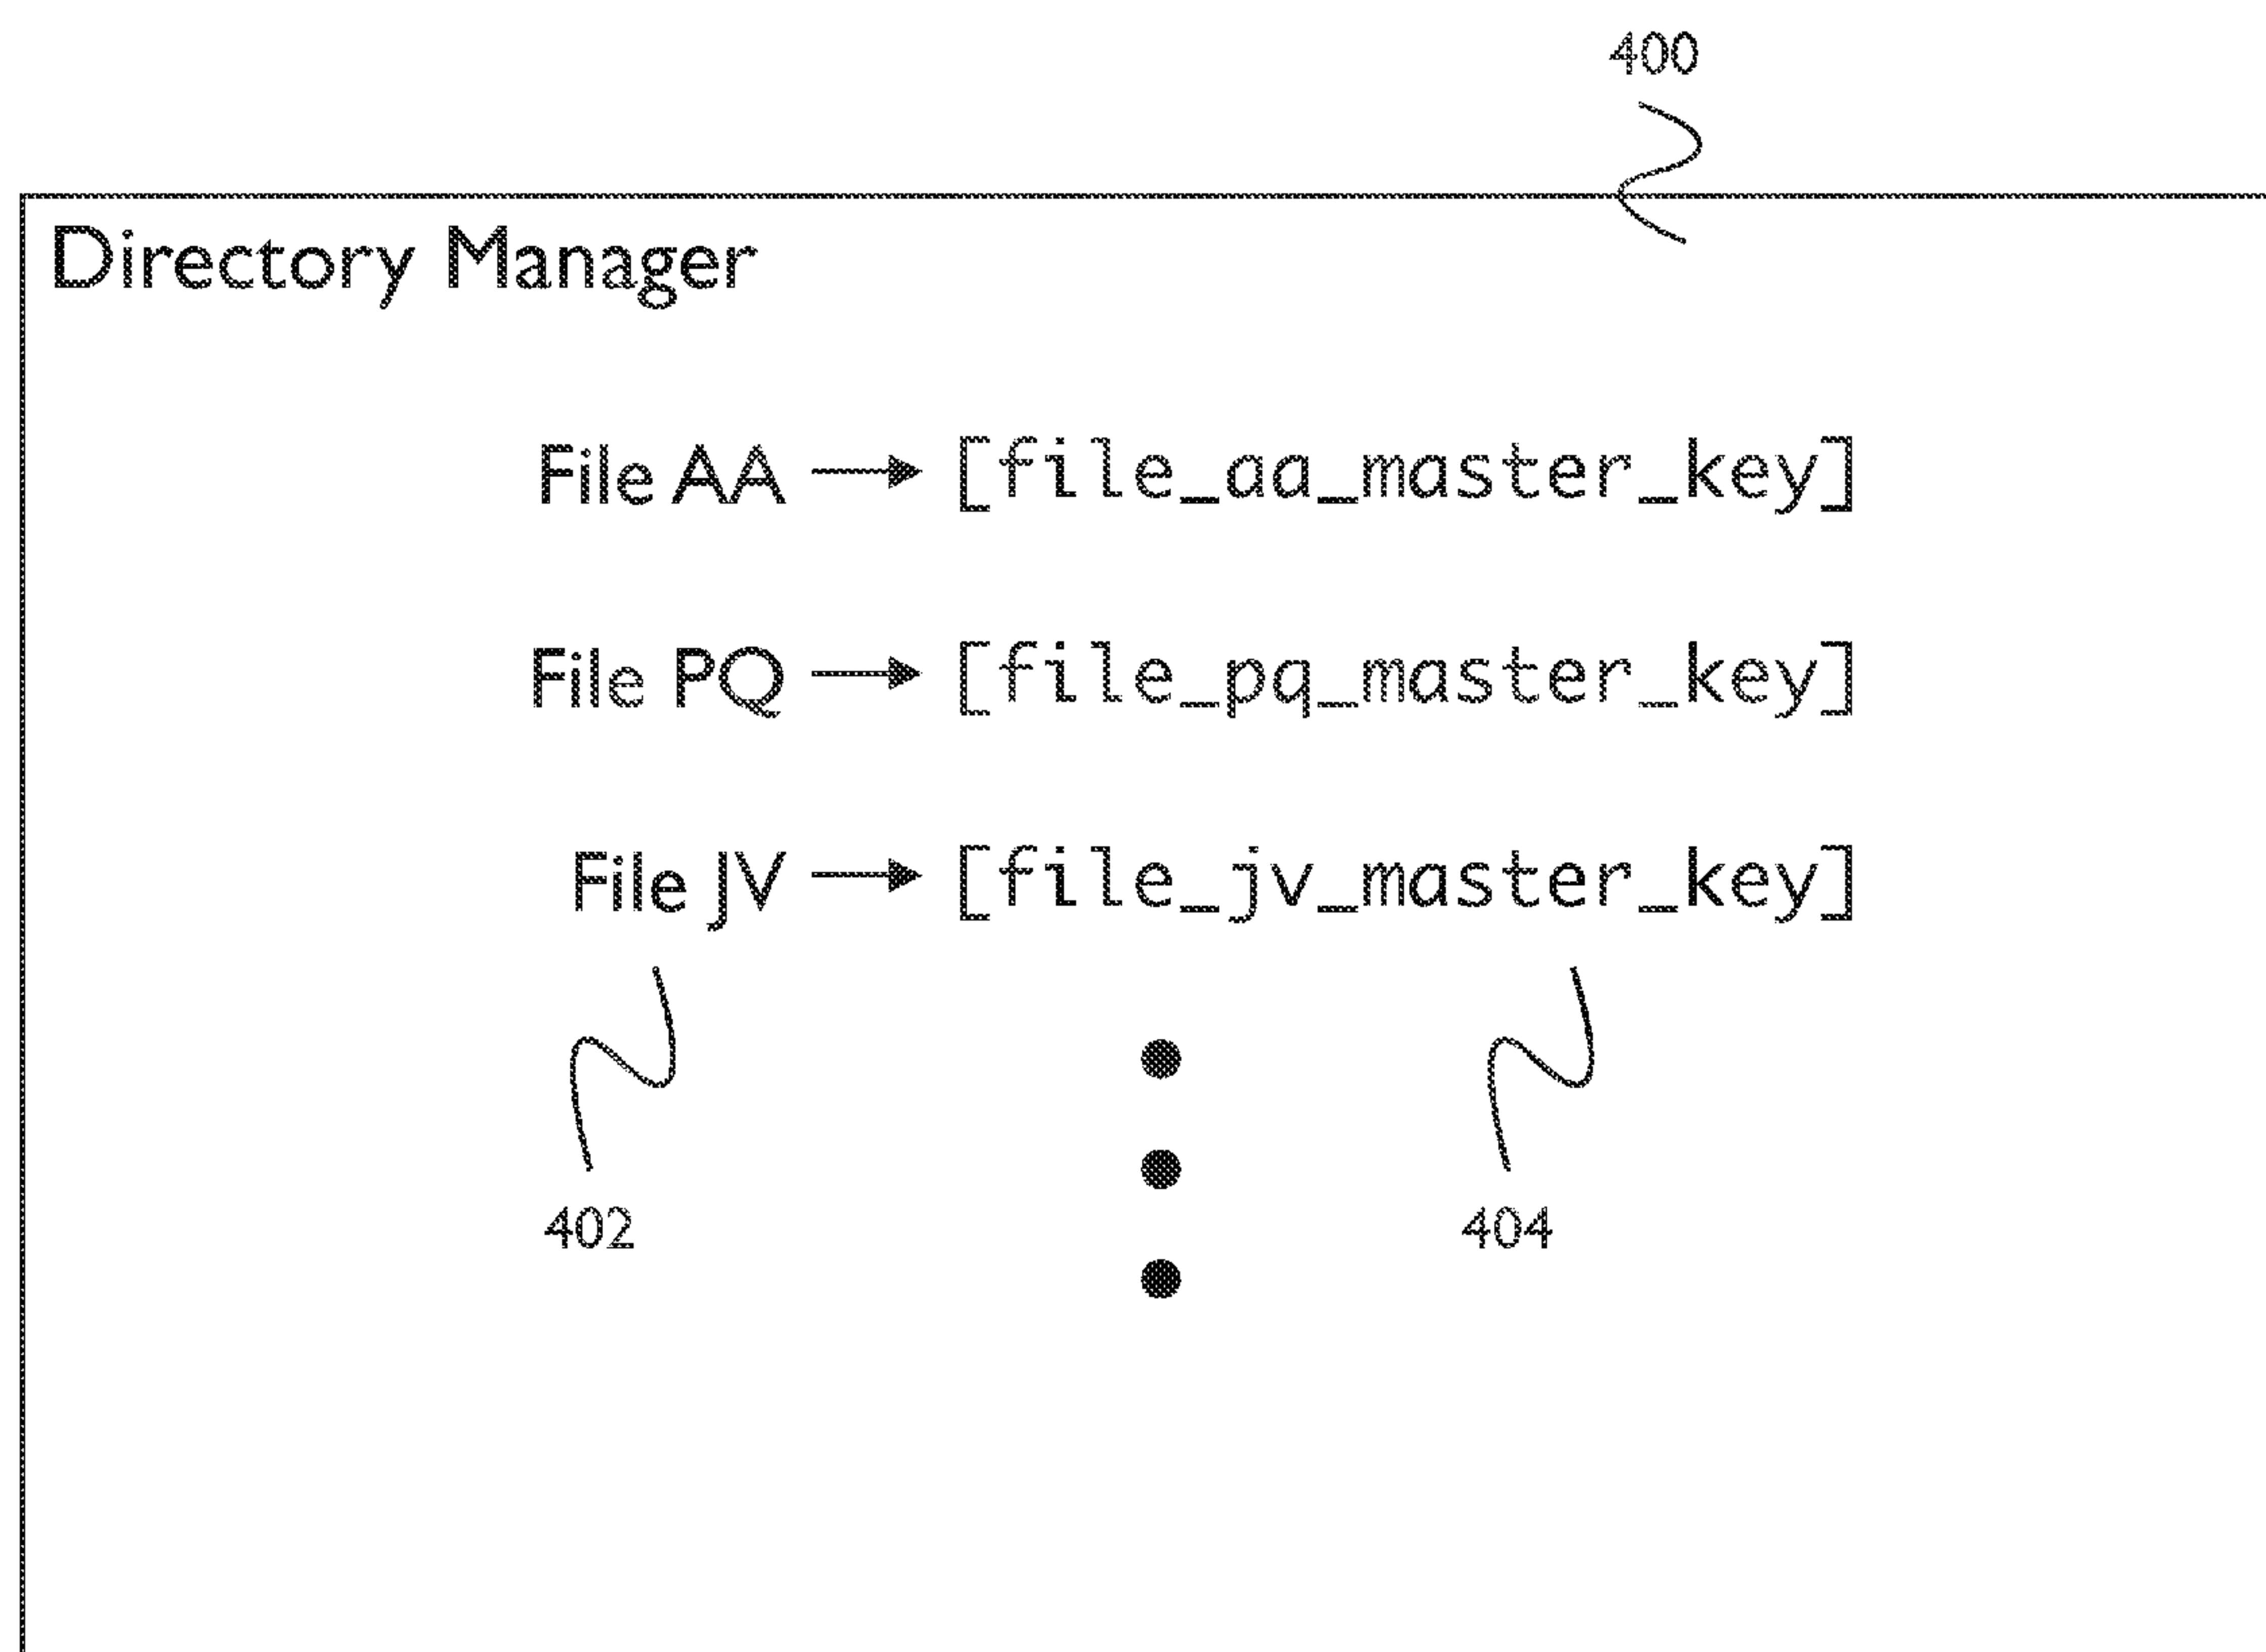 400
Directory Manager
File AA → [file_aa_master_key]
File PQ → [file_pq_master_key]
File JV → [file_jv_master_key]
402 404